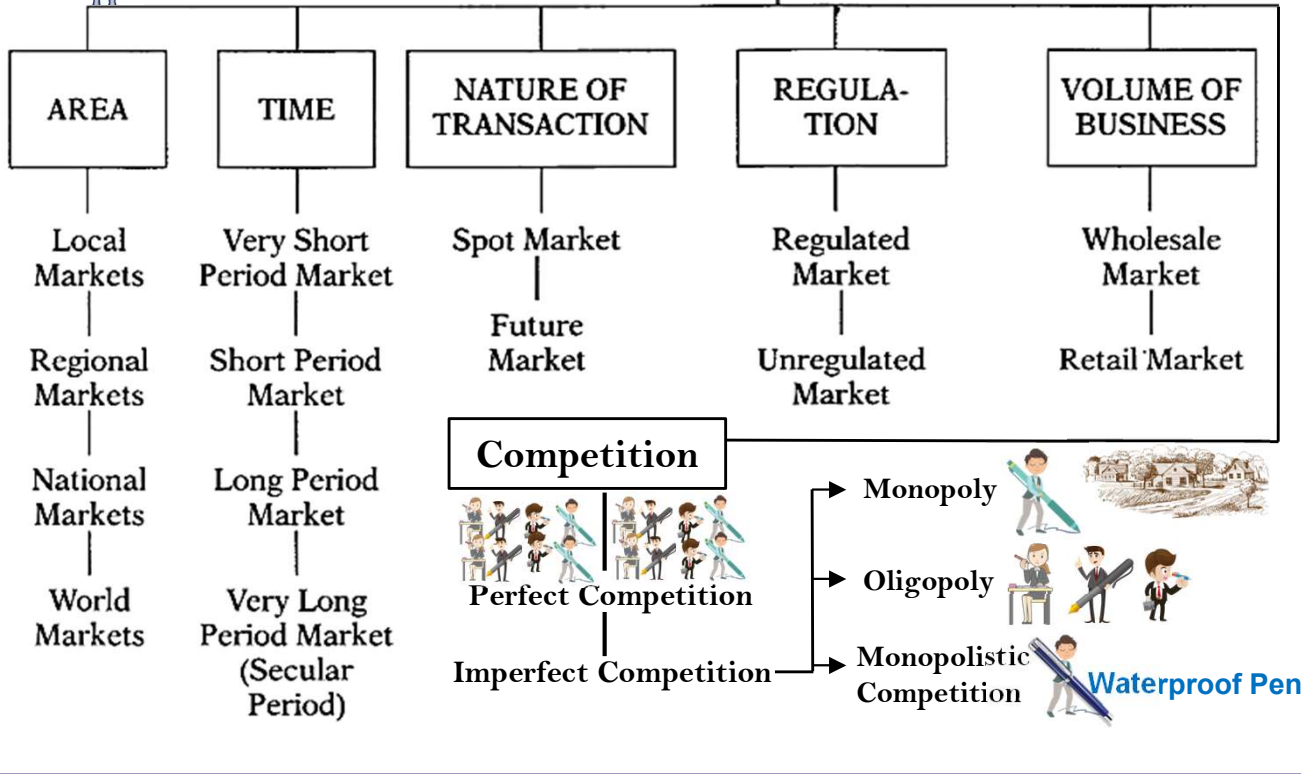 AREA
TIME
NATURE OF
TRANSACTION
REGULA-
TION
VOLUME OF
BUSINESS
Local
Markets
Regional
Markets
National
Markets
World
Markets
Very Short
Period Market
Short Period
Market
Long Period
Market
Very Long
Period Market
(Secular
Period)
Spot Market
Future
Market
Regulated
Market
Unregulated
Market
Wholesale
Market
Retail Market
Competition
Perfect Competition
Imperfect Competition
Monopoly
Oligopoly
Monopolistic
Competition
Waterproof Pen